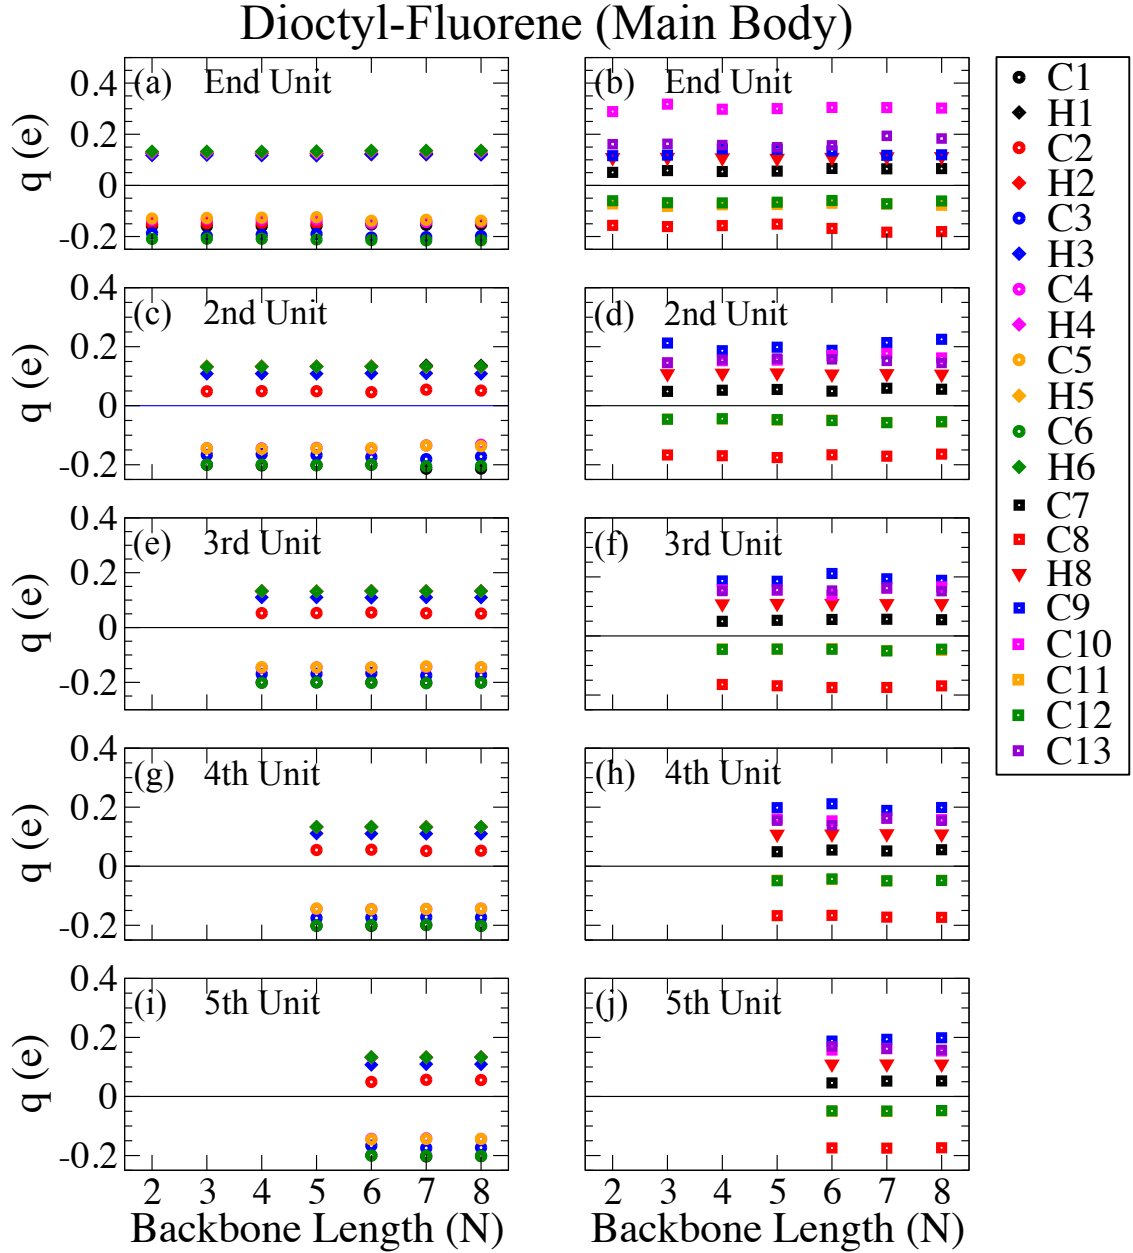 Dioctyl-Fluorene (Main Body)
(a) End Unit
(b) End Unit
0.4
0.2
0
-0.2
q (e)
(c) 2nd Unit
(d) 2nd Unit
0.4
0.2
0
-0.2
q (e)
(e) 3rd Unit
(f) 3rd Unit
0.4
0.2
0
-0.2
q (e)
(g) 4th Unit
(h) 4th Unit
0.4
0.2
0
-0.2
q (e)
(i) 5th Unit
(j) 5th Unit
0.4
0.2
0
-0.2
q (e)
2 3 4 5 6 7 8
2 3 4 5 6 7 8
Backbone Length (N)
Backbone Length (N)
C1
H1
C2
H2
C3
H3
C4
H4
C5
H5
C6
H6
C7
C8
H8
C9
C10
C11
C12
C13